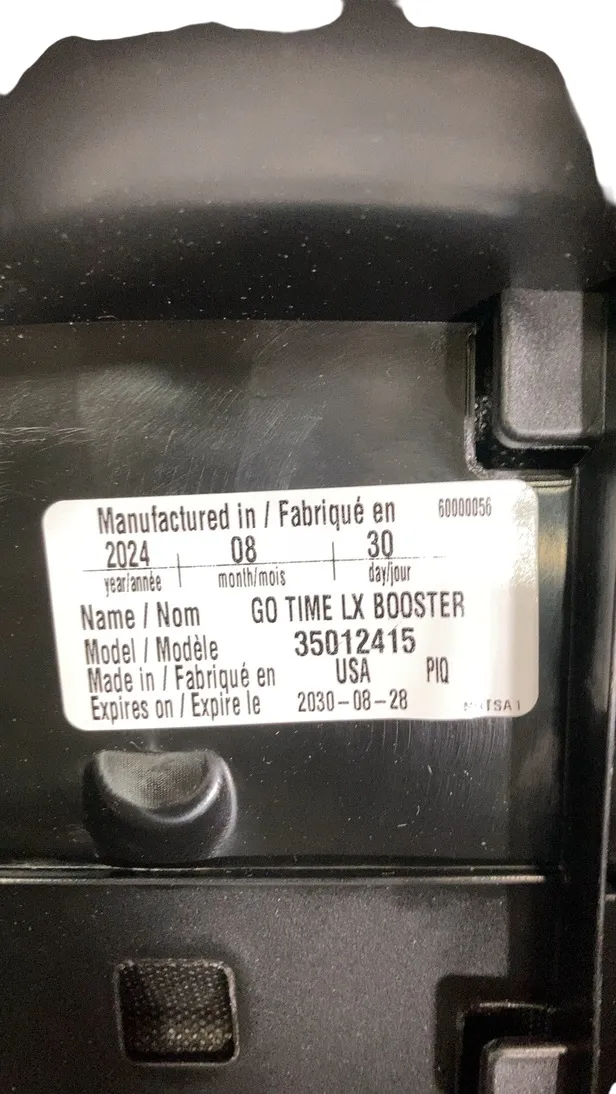 Manufactured in / Fabriqué en 60000056
2024 08 30
year/année month/mois day/jour
Name / Nom GO TIME LX BOOSTER
Model / Modèle 35012415
Made in / Fabriqué en USA PIQ
Expires on / Expire le 2030-08-28